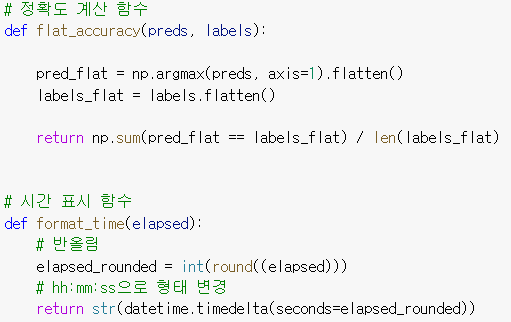 # 정확도 계산 함수
def flat_accuracy(preds, labels):
    pred_flat = np.argmax(preds, axis=1).flatten()
    labels_flat = labels.flatten()
    return np.sum(pred_flat == labels_flat) / len(labels_flat)
# 시간 표시 함수
def format_time(elapsed):
    # 반올림
    elapsed_rounded = int(round((elapsed)))
    # hh:mm:ss으로 형태 변경
    return str(datetime.timedelta(seconds=elapsed_rounded))